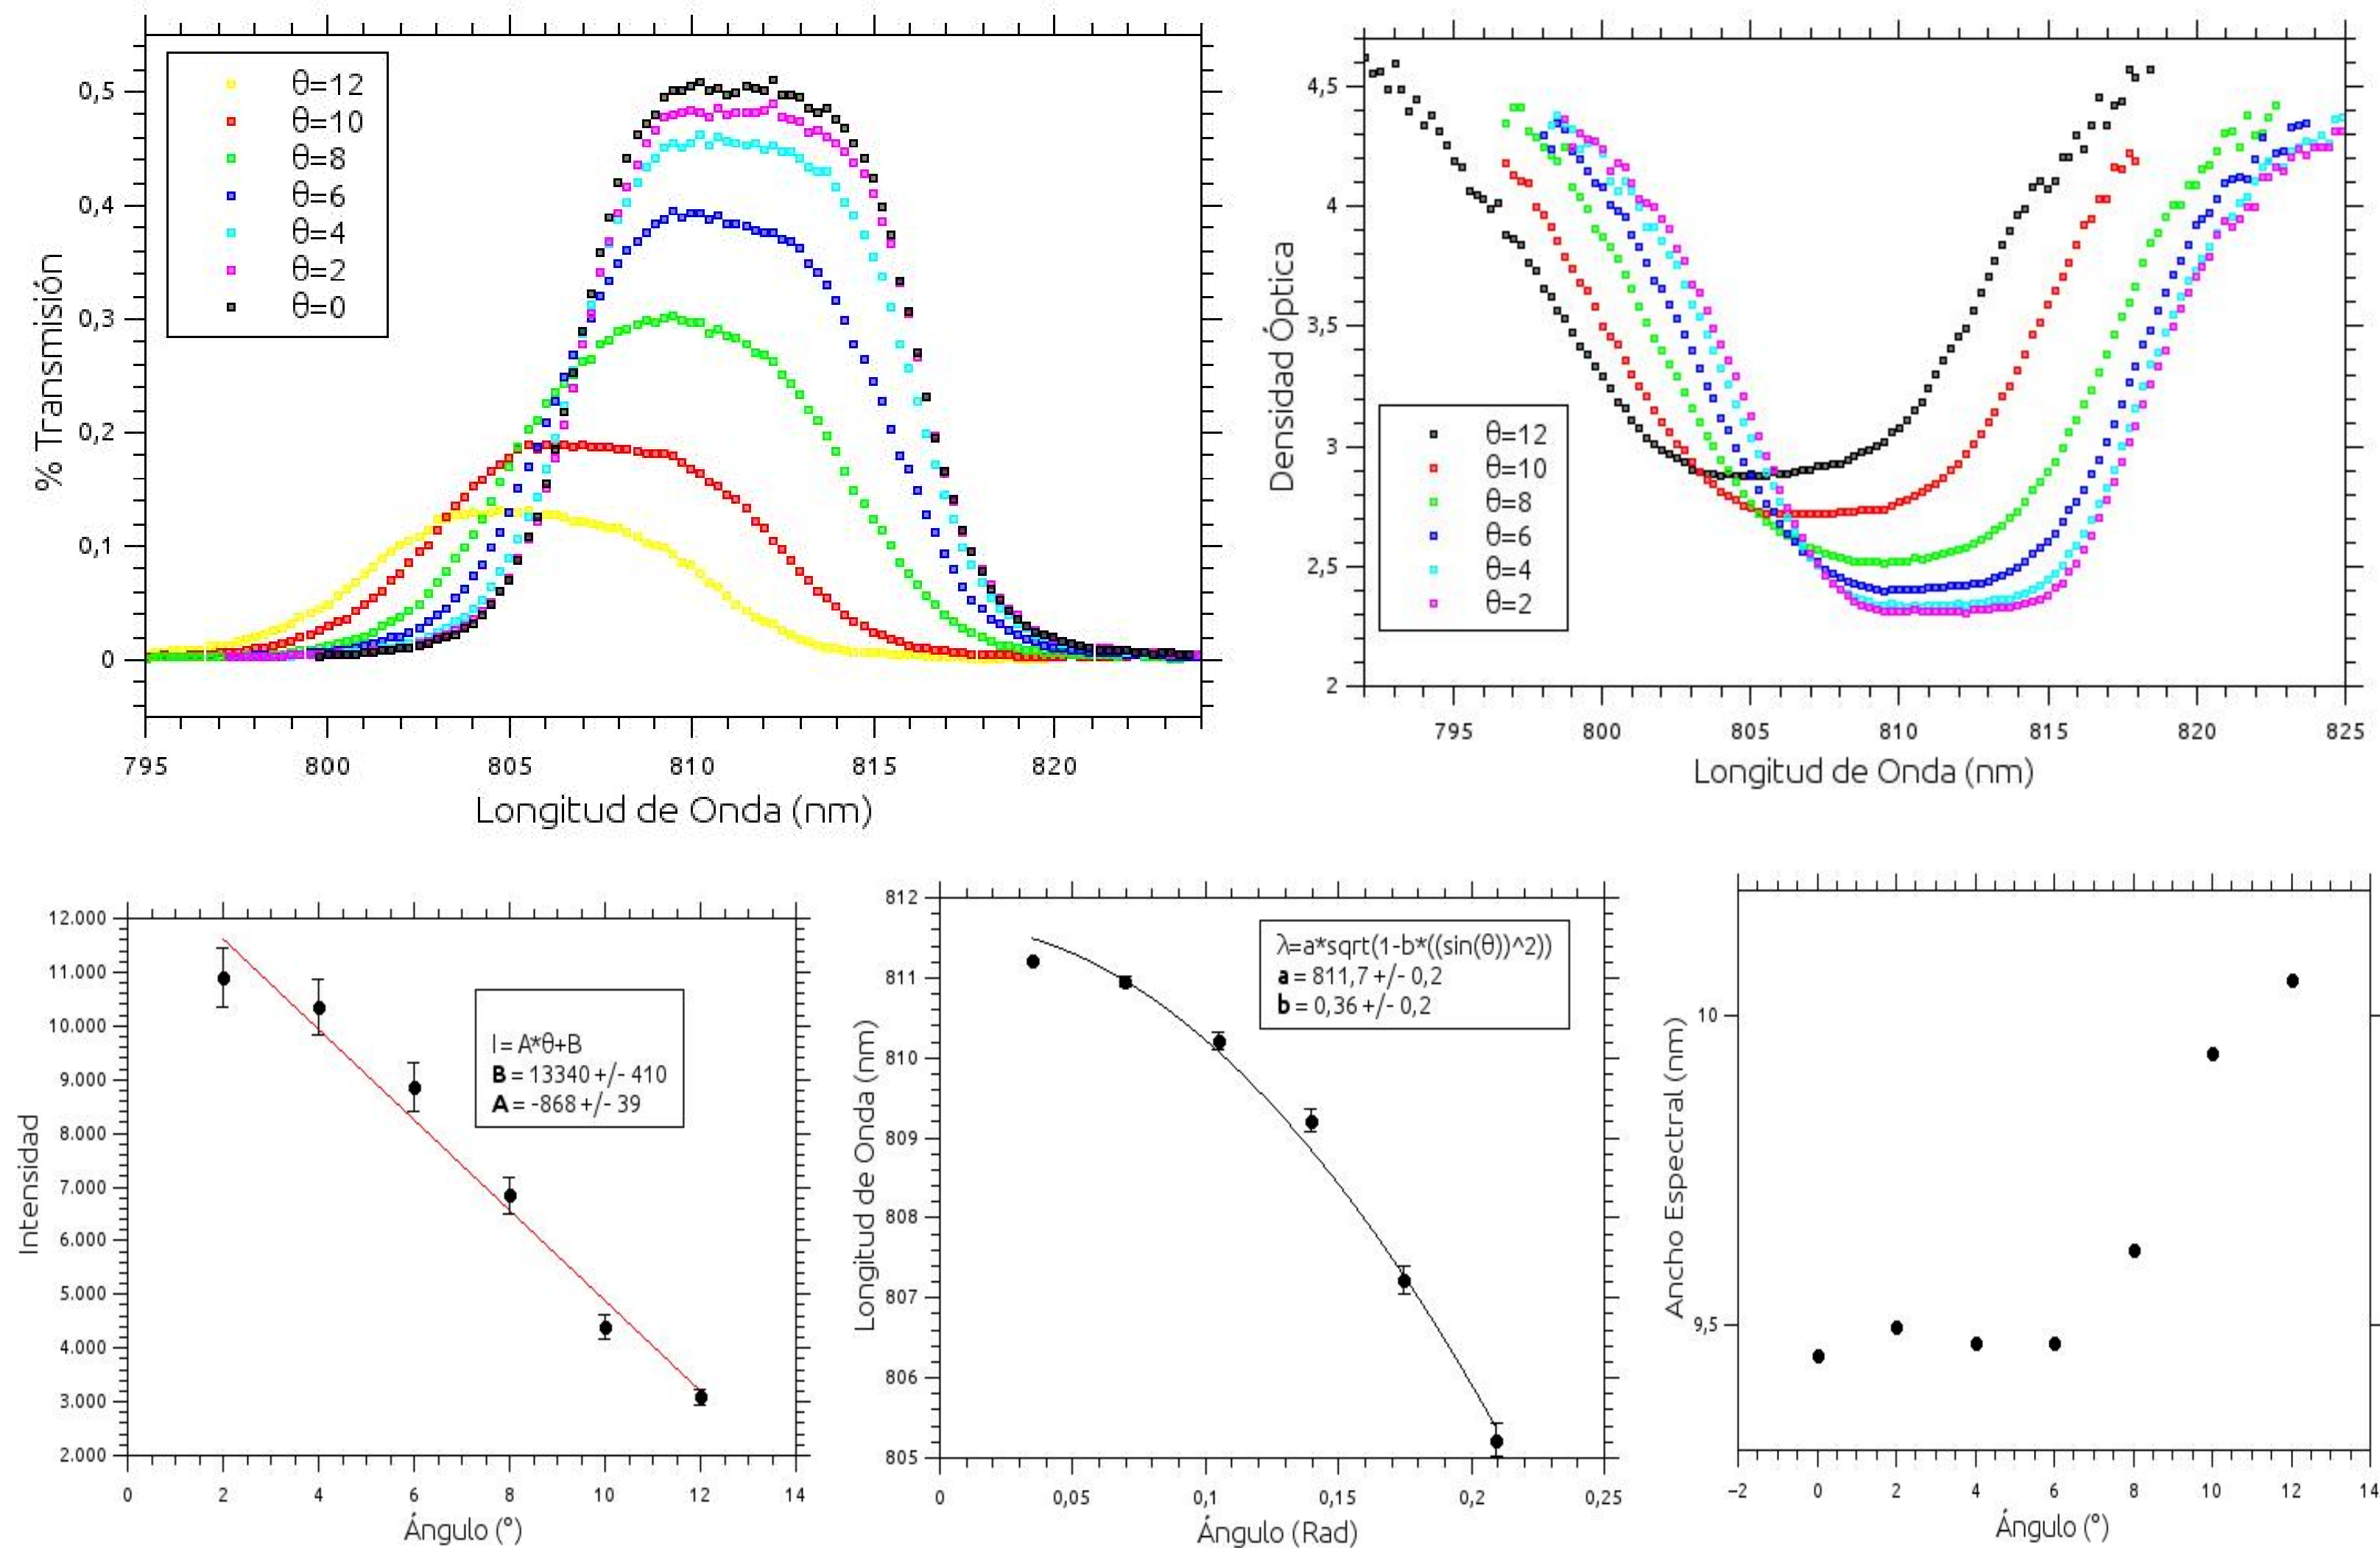 θ=12
θ=10
θ=8
θ=6
θ=4
θ=2
θ=0
% Transmisión
0,5
0,4
0,3
0,2
0,1
0
795 800 805 810 815 820
Longitud de Onda (nm)
Densidad Óptica
4,5
4
3,5
3
2,5
2
θ=12
θ=10
θ=8
θ=6
θ=4
θ=2
795 800 805 810 815 820 825
Longitud de Onda (nm)
Intensidad
12.000
11.000
10.000
9.000
8.000
7.000
6.000
5.000
4.000
3.000
2.000
I = A*θ+B
B = 13340 +/- 410
A = -868 +/- 39
0 2 4 6 8 10 12 14
Ángulo (°)
Longitud de Onda (nm)
812
811
810
809
808
807
806
805
λ=a*sqrt(1-b*((sin(θ))^2))
a = 811,7 +/- 0,2
b = 0,36 +/- 0,2
0 0,05 0,1 0,15 0,2 0,25
Ángulo (Rad)
Ancho Espectral (nm)
10
9,5
−2 0 2 4 6 8 10 12 14
Ángulo (°)